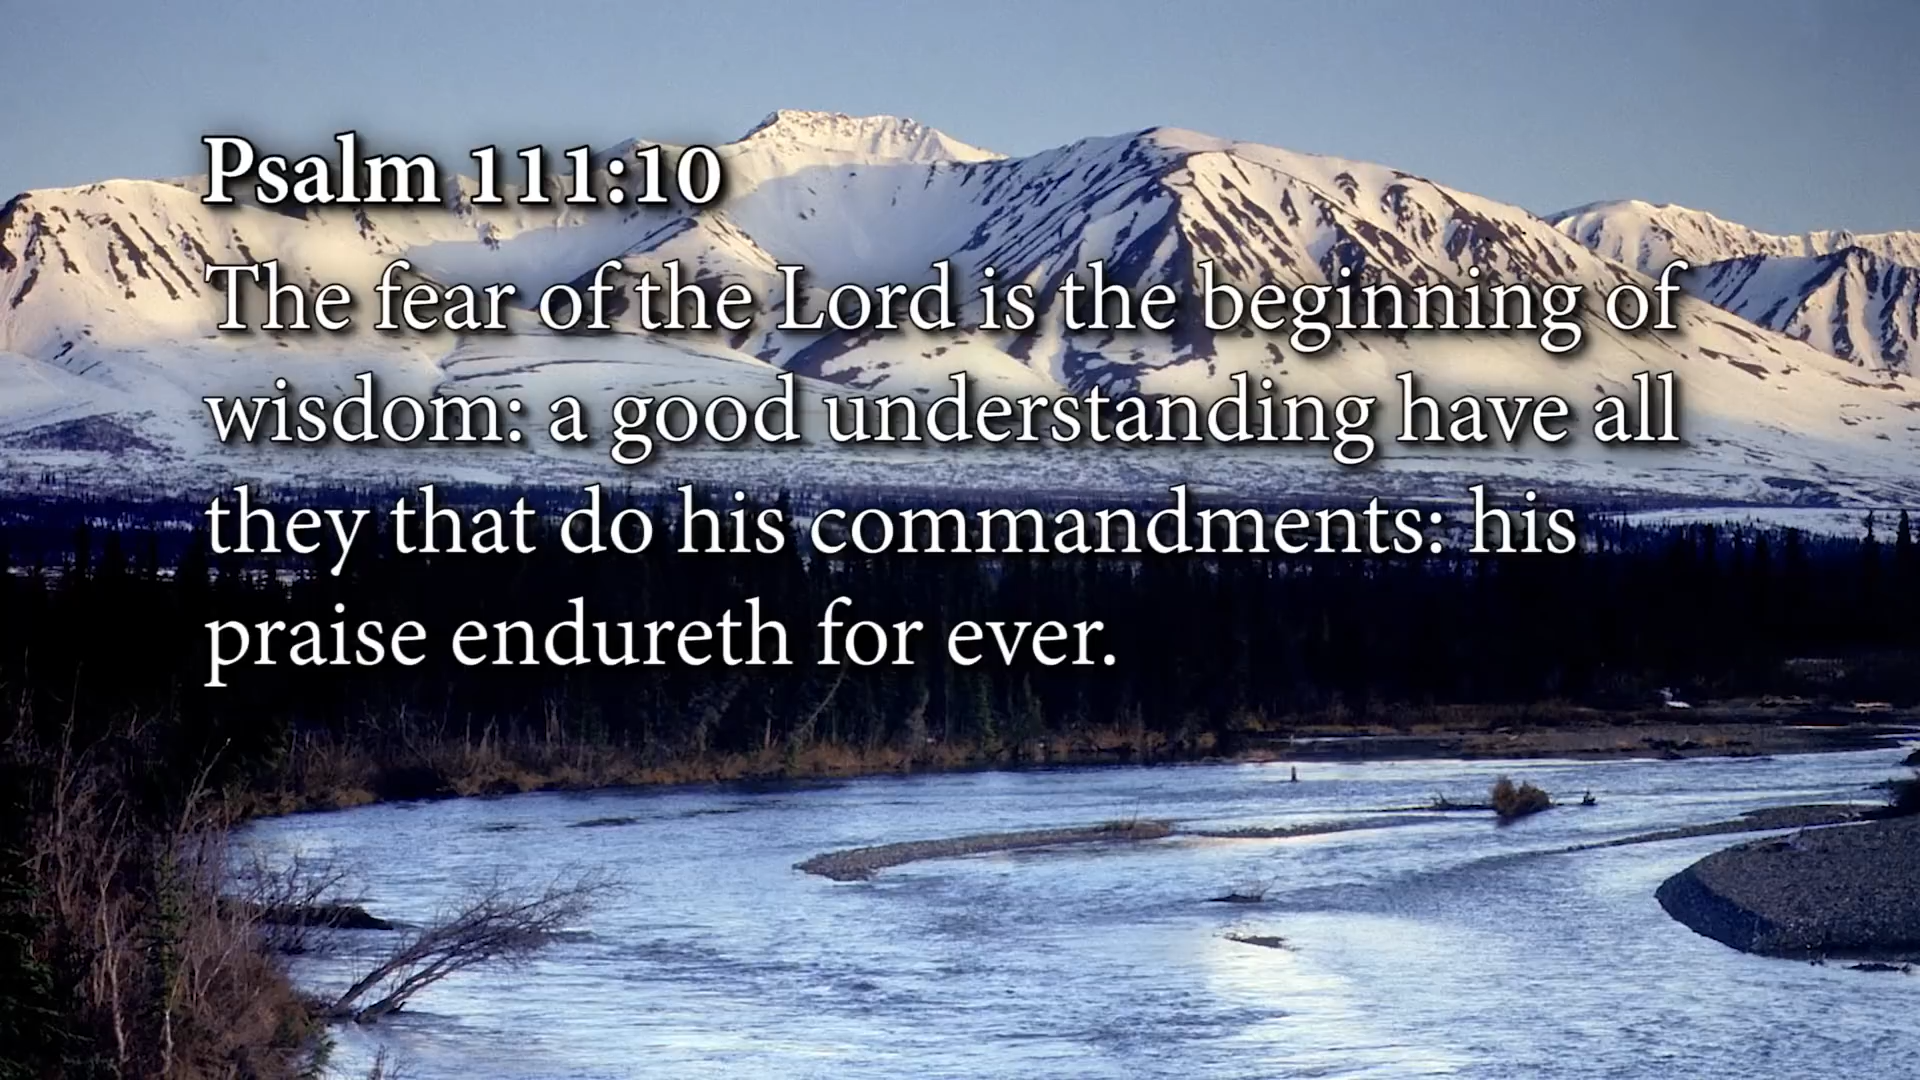 Psalm 111:10
The fear of the Lord is the beginning of
wisdom: a good understanding have all
they that do his commandments: his
praise endureth for ever.